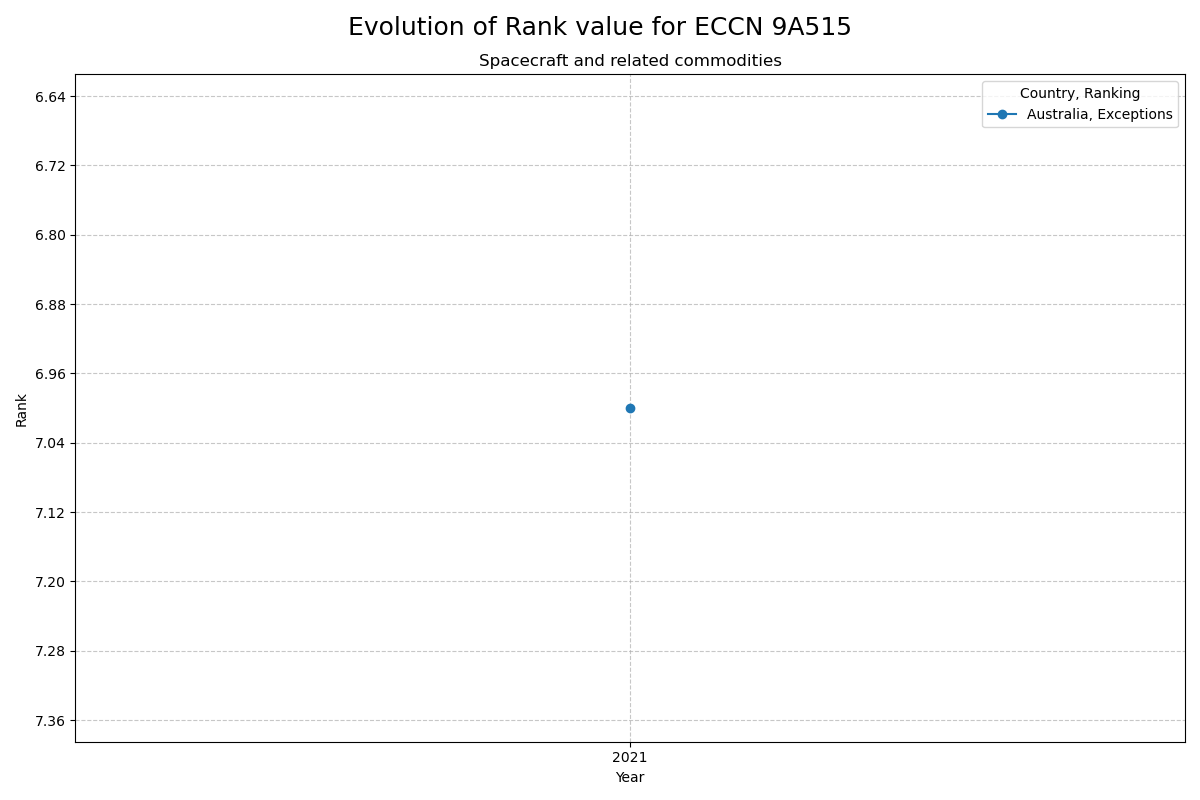 Evolution of Rank value for ECCN 9A515
Spacecraft and related commodities
Country, Ranking
Australia, Exceptions
6.64
6.72
6.80
6.88
6.96
7.04
7.12
7.20
7.28
7.36
Rank
2021
Year